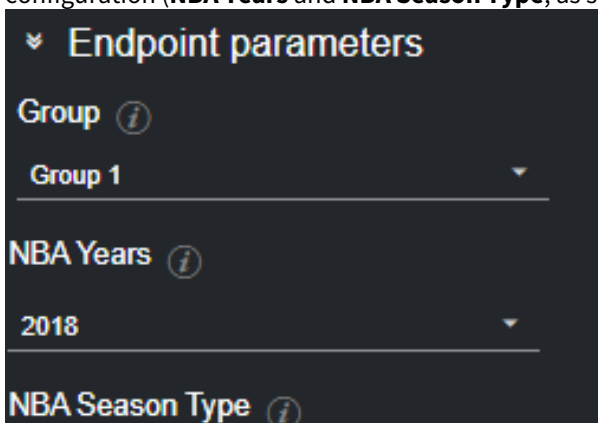 configuration (NBA Years and NBA Season Type, as s
Endpoint parameters
Group
Group 1
NBA Years
2018
NBA Season Type